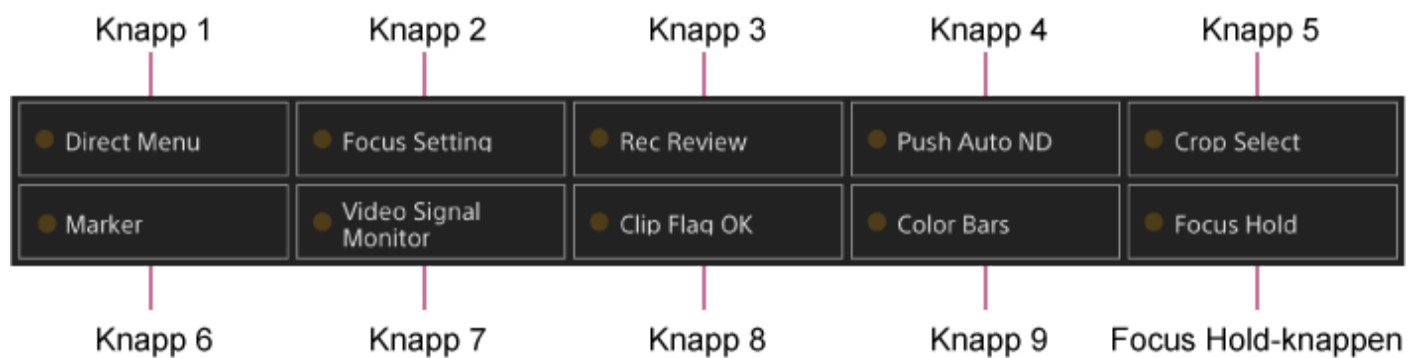 Knapp 1 Knapp 2 Knapp 3 Knapp 4 Knapp 5
Direct Menu Focus Setting Rec Review Push Auto ND Crop Select
Marker Video Signal Monitor Clip Flag OK Color Bars Focus Hold
Knapp 6 Knapp 7 Knapp 8 Knapp 9 Focus Hold-knappen